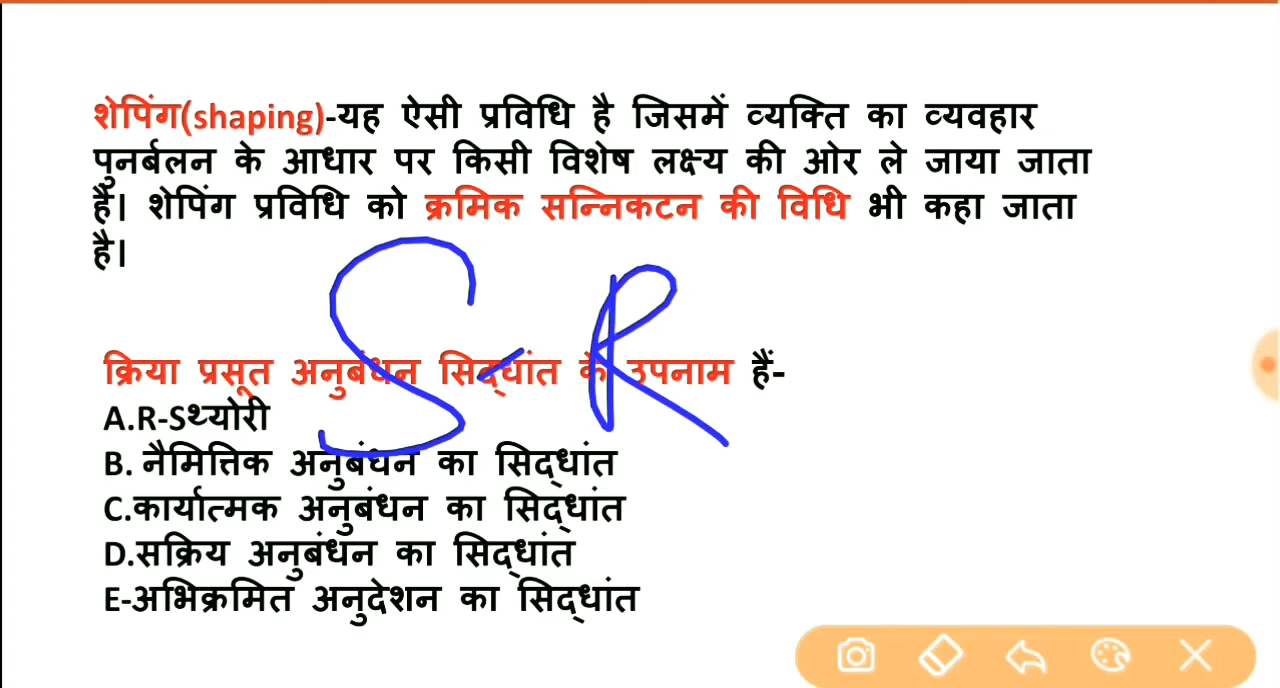 शेपिंग(shaping)-यह ऐसी प्रविधि है जिसमें व्यक्ति का व्यवहार
पुनर्बलन के आधार पर किसी विशेष लक्ष्य की ओर ले जाया जाता
है। शेपिंग प्रविधि को क्रमिक सन्निकटन की विधि भी कहा जाता
है।
S-R
क्रिया प्रसूत अनुबंधन सिद्धांत के उपनाम हैं-
A.R-Sथ्योरी
B. नैमित्तिक अनुबंधन का सिद्धांत
C.कार्यात्मक अनुबंधन का सिद्धांत
D.सक्रिय अनुबंधन का सिद्धांत
E-अभिक्रमित अनुदेशन का सिद्धांत